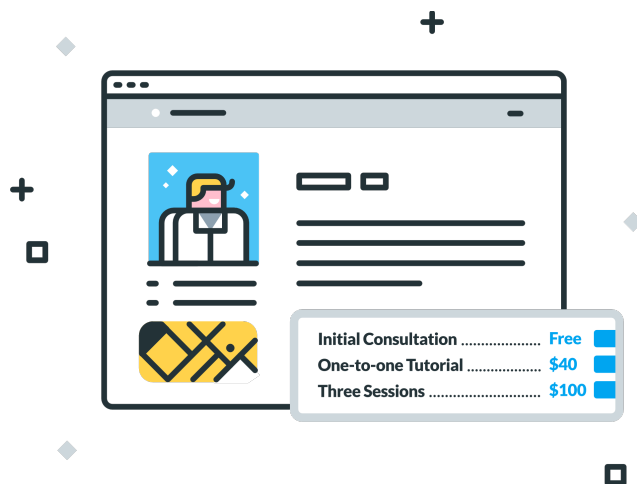 Initial Consultation ........................ Free
One-to-one Tutorial ...................... $40
Three Sessions ................................. $100